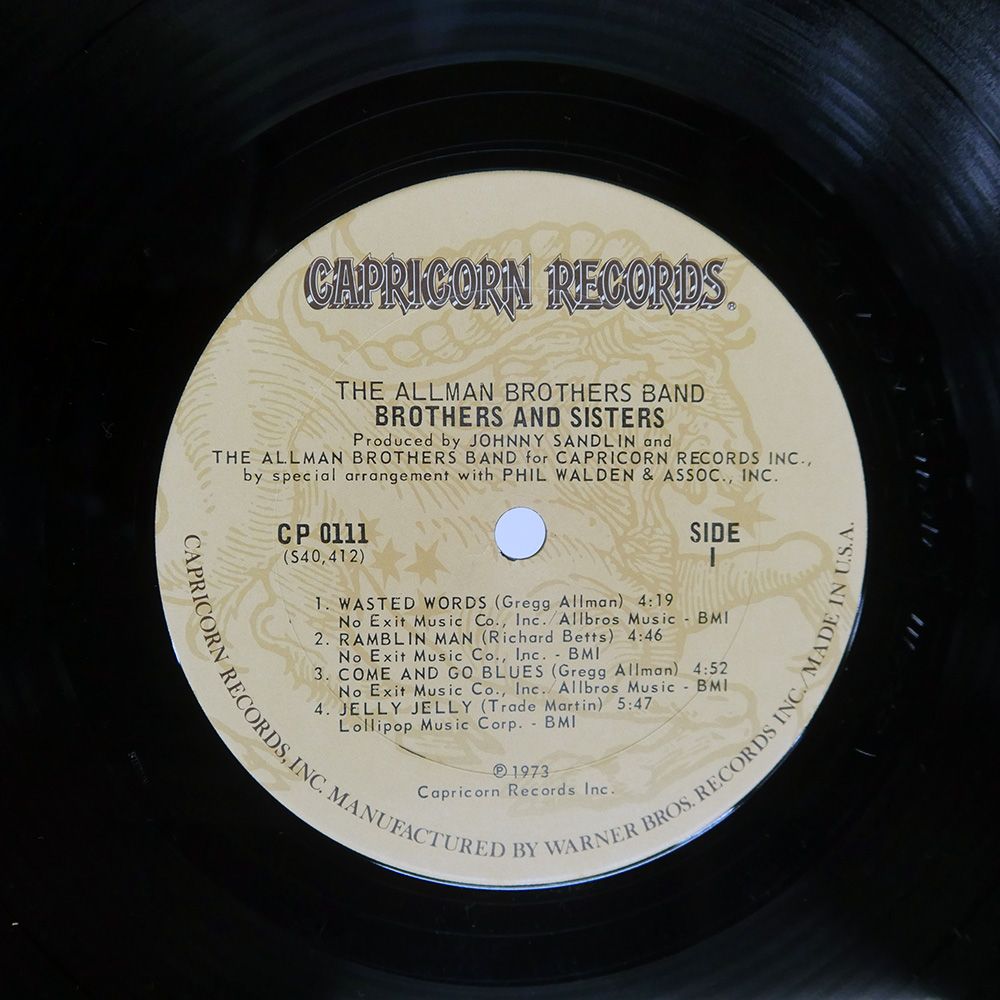 CAPRICORN RECORDS®
THE ALLMAN BROTHERS BAND
BROTHERS AND SISTERS
Produced by JOHNNY SANDLIN and
THE ALLMAN BROTHERS BAND for CAPRICORN RECORDS INC.,
by special arrangement with PHIL WALDEN & ASSOC., INC.
CP 0111
(S40,412)
SIDE
1
1. WASTED WORDS (Gregg Allman) 4:19
No Exit Music Co., Inc. Allbros Music - BMI
2. RAMBLIN MAN (Richard Betts) 4:46
No Exit Music Co., Inc. - BMI
3. COME AND GO BLUES (Gregg Allman) 4:52
No Exit Music Co., Inc. Allbros Music - BMI
4. JELLY JELLY (Trade Martin) 5:47
Lollipop Music Corp. - BMI
℗ 1973
Capricorn Records Inc.
CAPRICORN RECORDS, INC. MANUFACTURED BY WARNER BROS. RECORDS INC. MADE IN U.S.A.